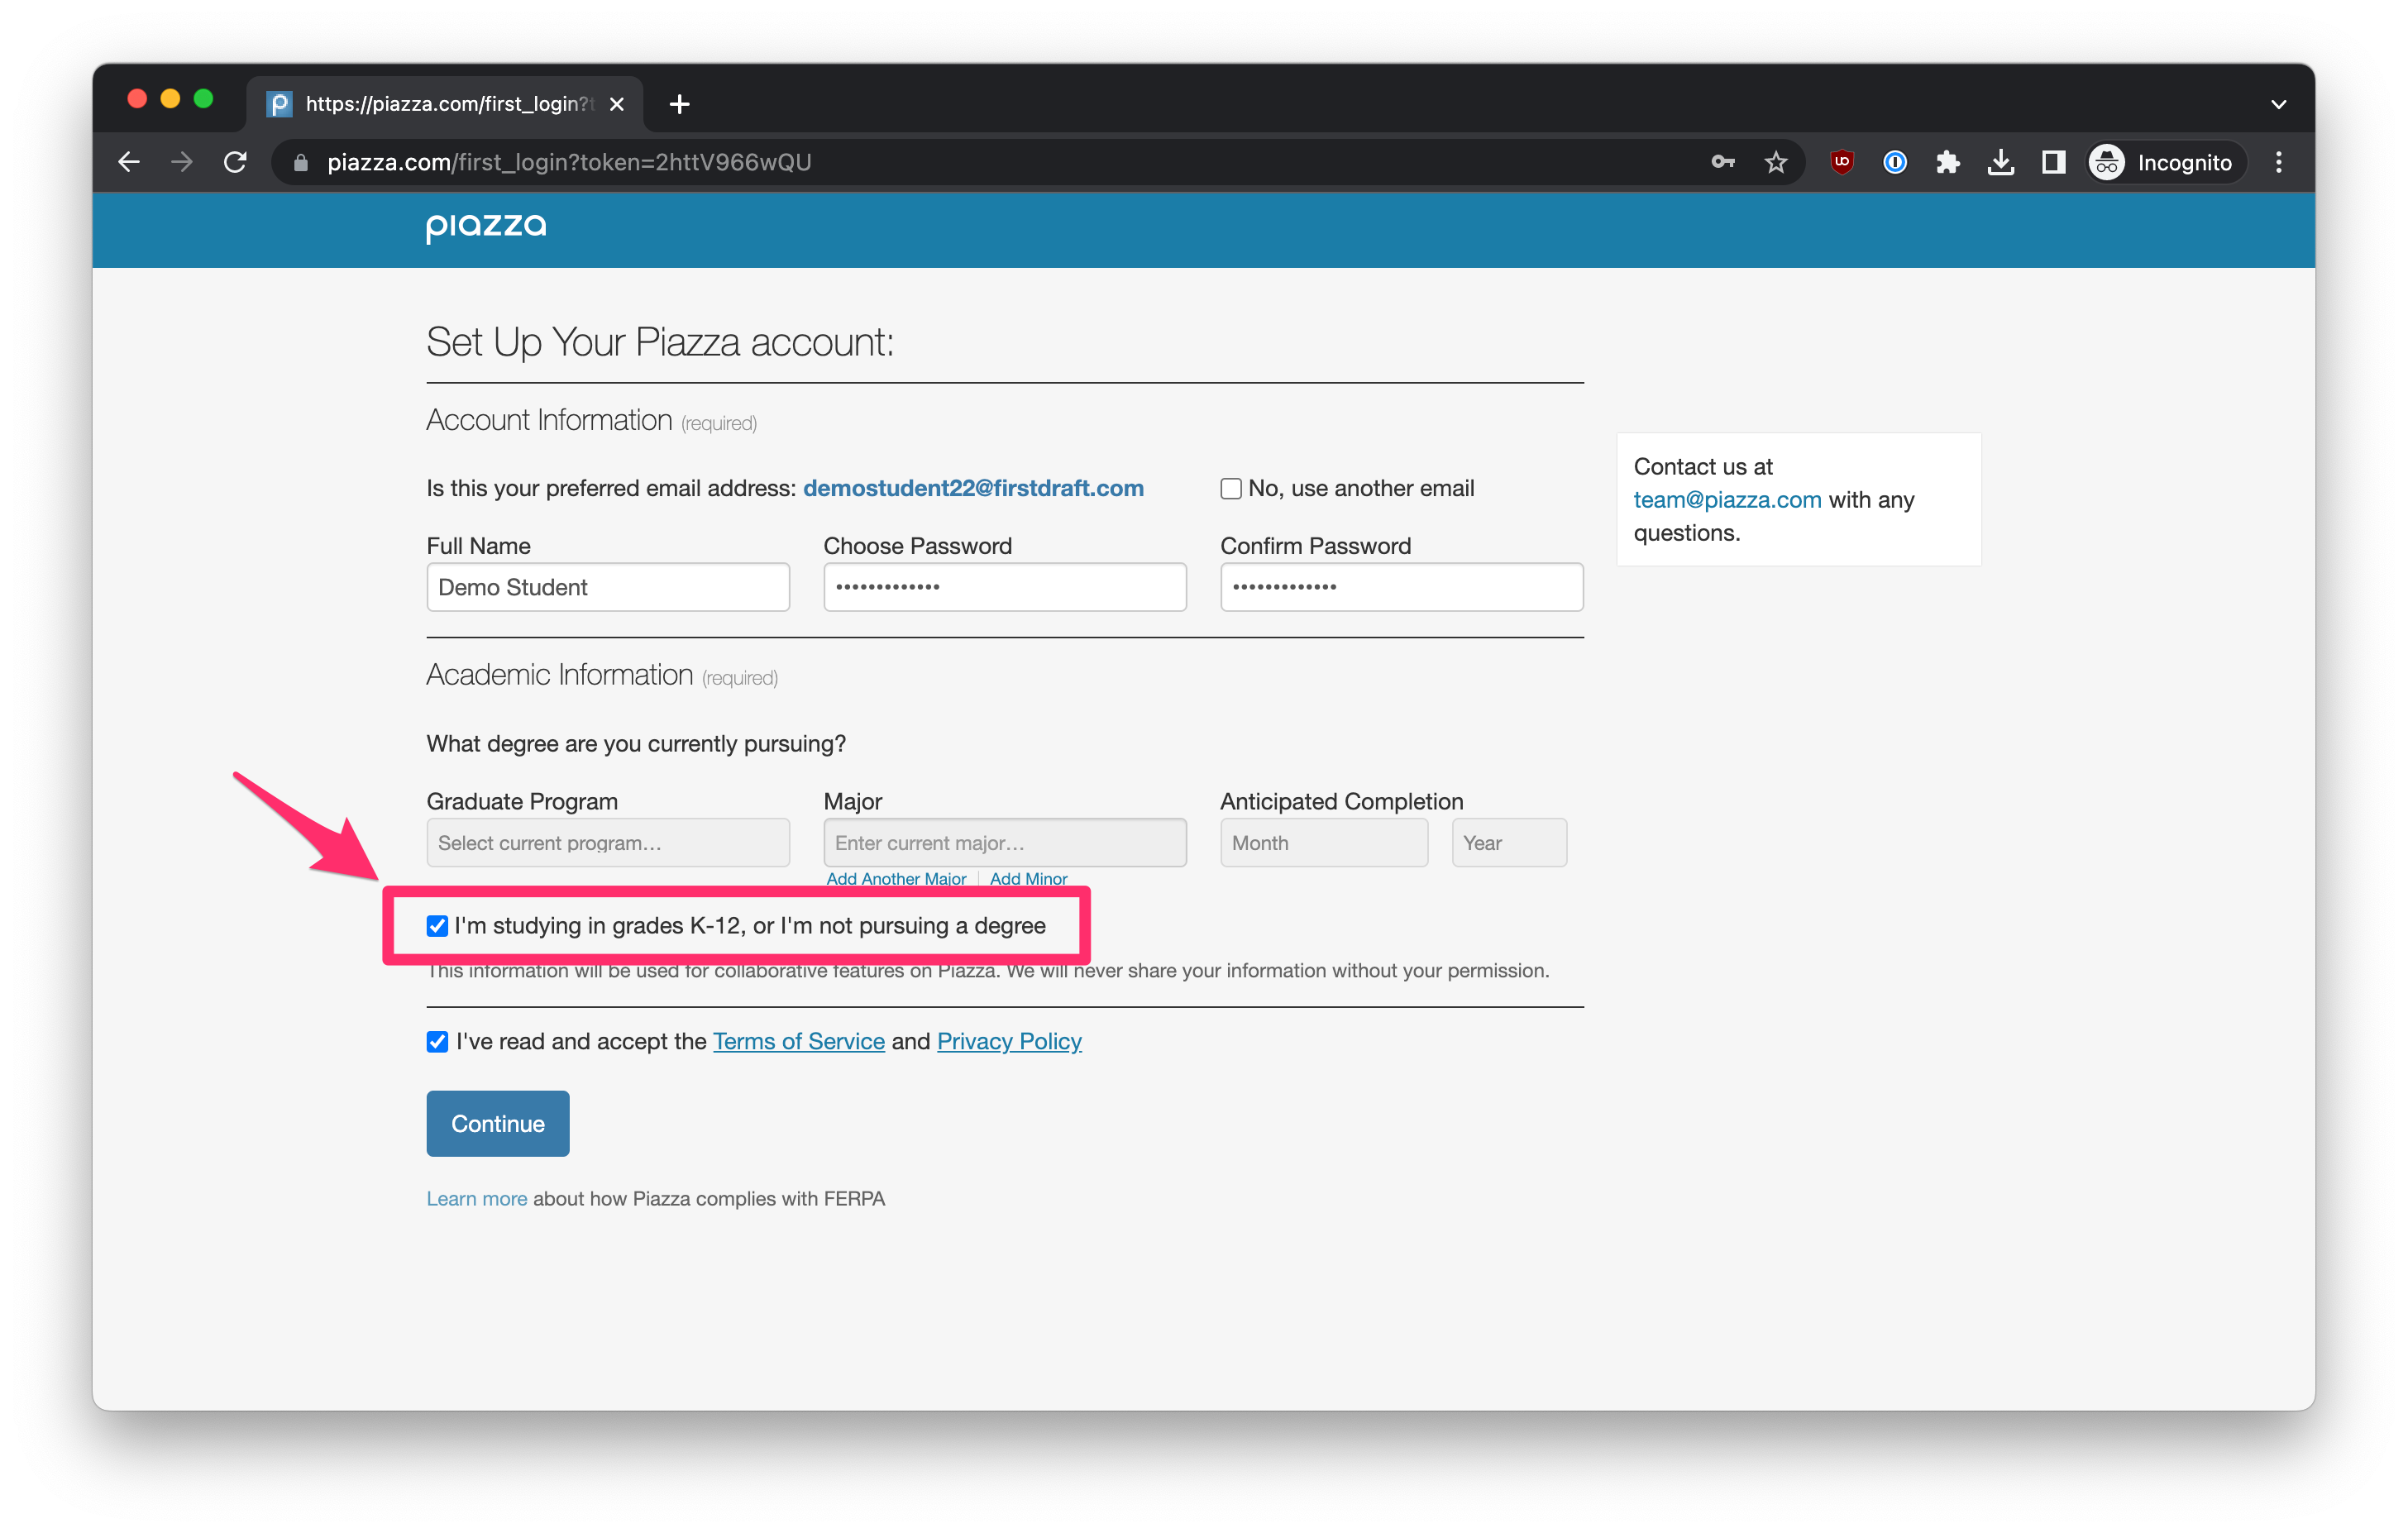 https://piazza.com/first_login?t
piazza.com/first_login?token=2httV966wQU
Incognito
piazza
Set Up Your Piazza account:
Account Information (required)
Is this your preferred email address: demostudent22@firstdraft.com
No, use another email
Contact us at
team@piazza.com with any
questions.
Full Name
Choose Password
Confirm Password
Demo Student
•••••••••••••
•••••••••••••
Academic Information (required)
What degree are you currently pursuing?
Graduate Program
Major
Anticipated Completion
Select current program…
Enter current major…
Month
Year
Add Another Major | Add Minor
I'm studying in grades K-12, or I'm not pursuing a degree
This information will be used for collaborative features on Piazza. We will never share your information without your permission.
I've read and accept the Terms of Service and Privacy Policy
Continue
Learn more about how Piazza complies with FERPA